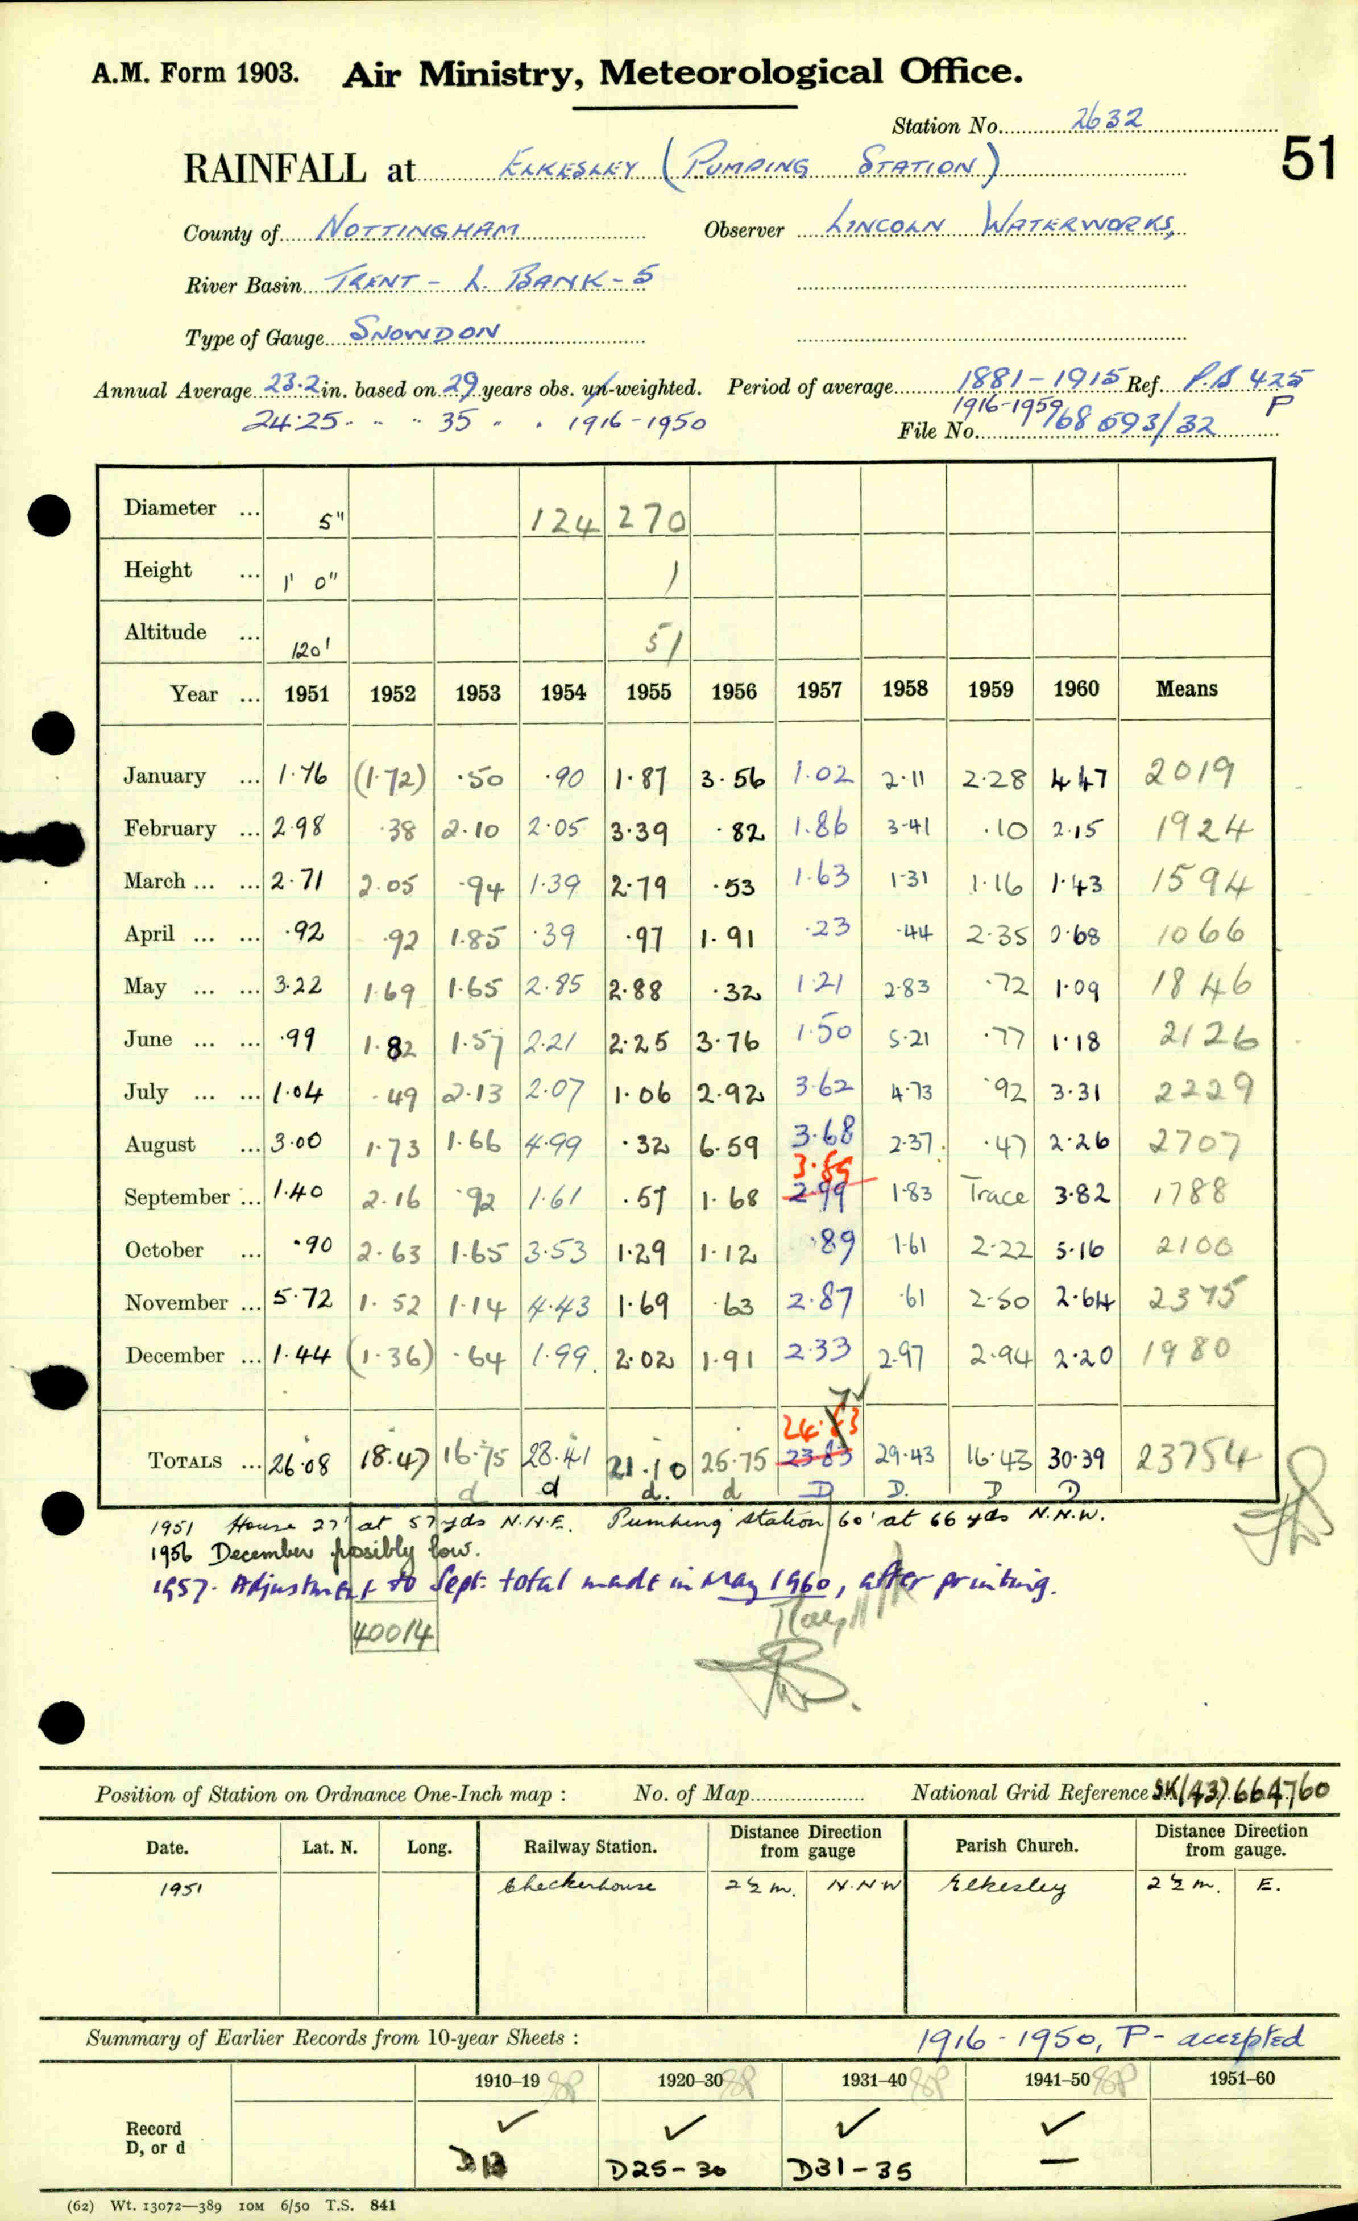 A.M. Form 1903. Air Ministry, Meteorological Office.
Station No. 2632
51
RAINFALL at ELKESLEY (PUMPING STATION)
County of NOTTINGHAM Observer LINCOLN WATERWORKS,
River Basin TRENT - L. BANK - 5
Type of Gauge SNOWDON
Annual Average 23.2 in. based on 29 years obs. un-weighted. Period of average 1881-1915 Ref. P.B 425
24.25 " " 35 " " 1916-1950 1916-1950 P
File No. 768593/32
Diameter ... 5" 124 270
Height ... 1' 0" 1
Altitude ... 120' 51
Year ... 1951 1952 1953 1954 1955 1956 1957 1958 1959 1960 Means
January ... 1.76 (1.72) .50 .90 1.87 3.56 1.02 2.11 2.28 4.47 2019
February ... 2.98 .38 2.10 2.05 3.39 .82 1.86 3.41 .10 2.15 1924
March ... ... 2.71 2.05 .94 1.39 2.79 .53 1.63 1.31 1.16 1.43 1594
April ... ... .92 .92 1.85 .39 .97 1.91 .23 .44 2.35 0.68 1066
May ... ... 3.22 1.69 1.65 2.85 2.88 .32 1.21 2.83 .72 1.09 1846
June ... ... .99 1.82 1.57 2.21 2.25 3.76 1.50 5.21 .77 1.18 2126
July ... ... 1.04 .49 2.13 2.07 1.06 2.92 3.62 4.73 .92 3.31 2229
August ... 3.00 1.73 1.66 4.99 .32 6.59 3.68 2.37 .47 2.26 2707
3.89
September ... 1.40 2.16 .92 1.61 .57 1.68 2.99 1.83 Trace 3.82 1788
October ... .90 2.63 1.65 3.53 1.29 1.12 .89 1.61 2.22 5.16 2100
November ... 5.72 1.52 1.14 4.43 1.69 .63 2.87 .61 2.50 2.64 2375
December ... 1.44 (1.36) .64 1.99 2.02 1.91 2.33 2.97 2.94 2.20 1980
7✓
24.63
TOTALS ... 26.08 18.47 16.75 28.41 21.10 25.75 23.83 29.43 16.43 30.39 23754
d d d. d D D. D D
1951 House 27' at 57 yds N.N.E. Pumping station 60' at 66 yds N.N.W.
1956 December possibly low.
1957. Adjustment to Sept. total made in May 1960, after printing.
40014
Position of Station on Ordnance One-Inch map : No. of Map National Grid Reference SK(43)664760
Date. Lat. N. Long. Railway Station. Distance from gauge Direction Parish Church. Distance from gauge. Direction
1951 Checkerhouse 2½ m. N.NW Elkesley 2½ m. E.
Summary of Earlier Records from 10-year Sheets : 1916-1950, P- accepted
1910–19 1920–30 1931–40 1941–50 1951–60
Record ✓ ✓ ✓ ✓
D, or d D25-30 D31-35 —
(62) Wt. 13072—389 10M 6/50 T.S. 841